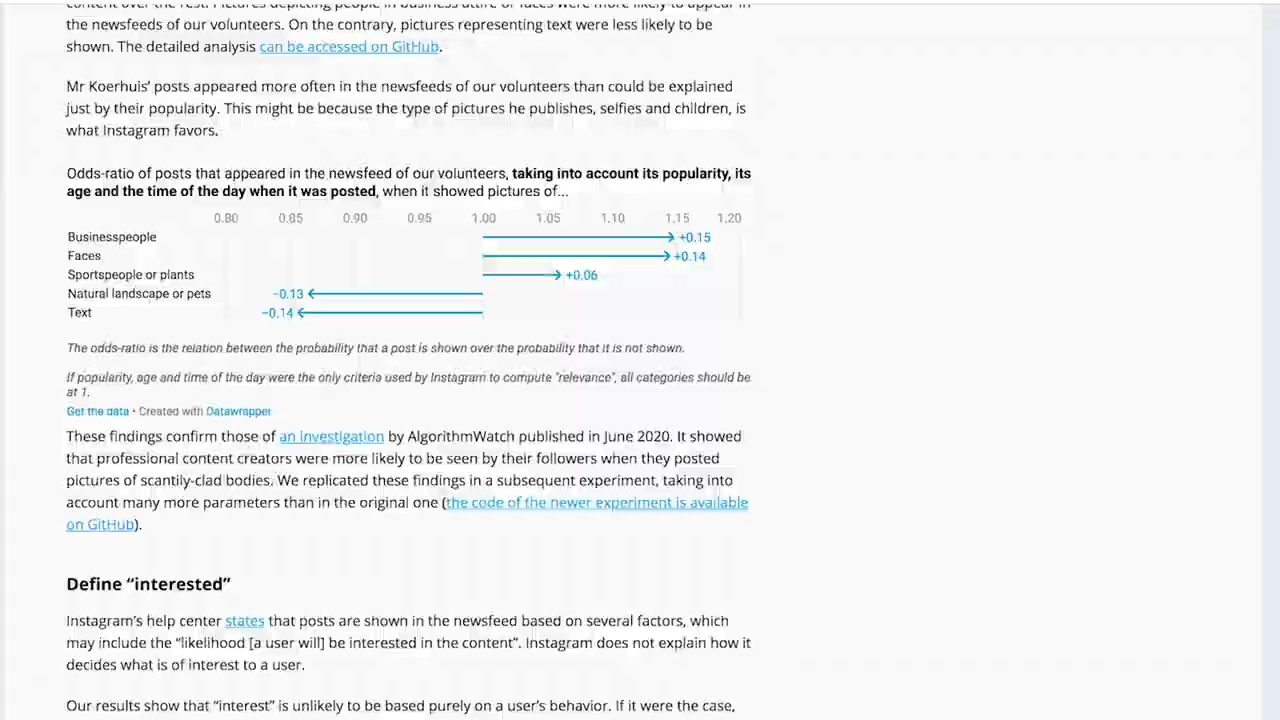 content over the rest. Pictures depicting people in business attire or faces were more likely to appear in
the newsfeeds of our volunteers. On the contrary, pictures representing text were less likely to be
shown. The detailed analysis can be accessed on GitHub.
Mr Koerhuis’ posts appeared more often in the newsfeeds of our volunteers than could be explained
just by their popularity. This might be because the type of pictures he publishes, selfies and children, is
what Instagram favors.
Odds-ratio of posts that appeared in the newsfeed of our volunteers, taking into account its popularity, its
age and the time of the day when it was posted, when it showed pictures of...
0.80 0.85 0.90 0.95 1.00 1.05 1.10 1.15 1.20
Businesspeople +0.15
Faces +0.14
Sportspeople or plants +0.06
Natural landscape or pets −0.13
Text −0.14
The odds-ratio is the relation between the probability that a post is shown over the probability that it is not shown.
If popularity, age and time of the day were the only criteria used by Instagram to compute "relevance", all categories should be
at 1.
Get the data • Created with Datawrapper
These findings confirm those of an investigation by AlgorithmWatch published in June 2020. It showed
that professional content creators were more likely to be seen by their followers when they posted
pictures of scantily-clad bodies. We replicated these findings in a subsequent experiment, taking into
account many more parameters than in the original one (the code of the newer experiment is available
on GitHub).
Define “interested”
Instagram’s help center states that posts are shown in the newsfeed based on several factors, which
may include the “likelihood [a user will] be interested in the content”. Instagram does not explain how it
decides what is of interest to a user.
Our results show that “interest” is unlikely to be based purely on a user’s behavior. If it were the case,